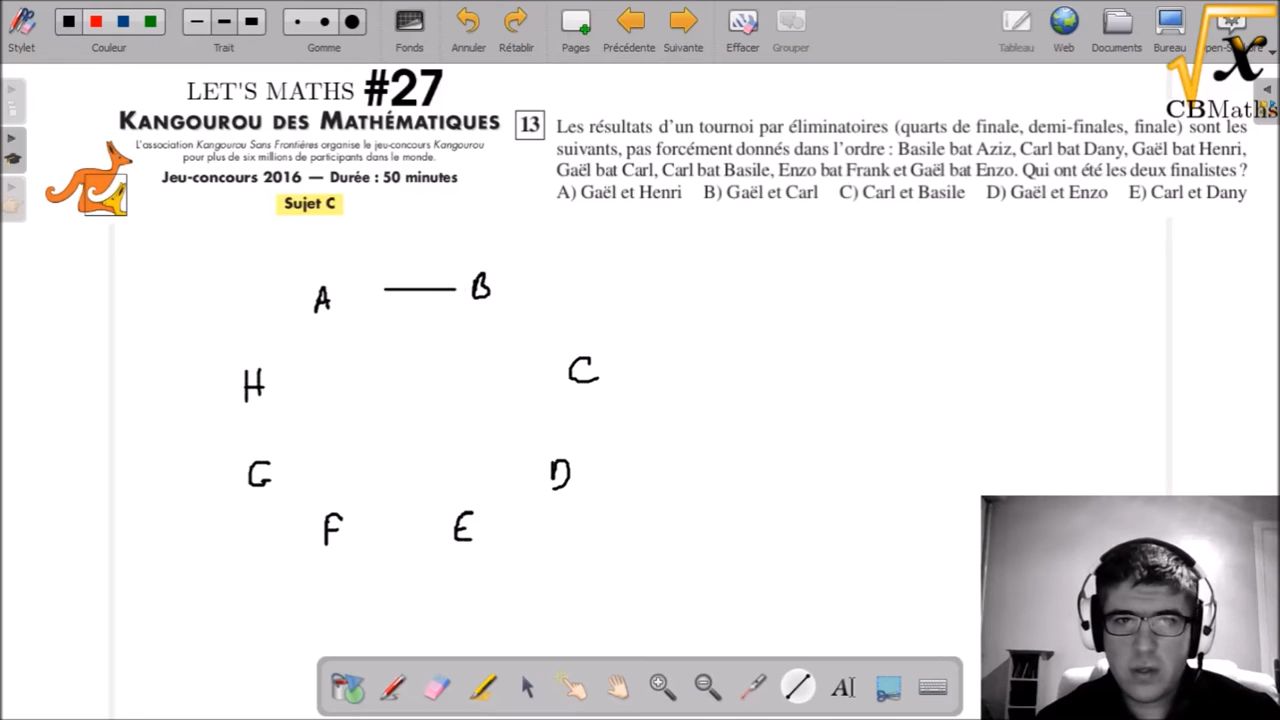 Stylet
Couleur
Trait
Gomme
Fonds
Annuler
Rétablir
Pages
Précédente
Suivante
Effacer
Grouper
Tableau
Web
Documents
Bureau
√x
CBMaths
LET'S MATHS #27
KANGOUROU DES MATHÉMATIQUES
L'association Kangourou Sans Frontières organise le jeu-concours Kangourou
pour plus de six millions de participants dans le monde.
Jeu-concours 2016 — Durée : 50 minutes
Sujet C
13 Les résultats d'un tournoi par éliminatoires (quarts de finale, demi-finales, finale) sont les
suivants, pas forcément donnés dans l'ordre : Basile bat Aziz, Carl bat Dany, Gaël bat Henri,
Gaël bat Carl, Carl bat Basile, Enzo bat Frank et Gaël bat Enzo. Qui ont été les deux finalistes ?
A) Gaël et Henri B) Gaël et Carl C) Carl et Basile D) Gaël et Enzo E) Carl et Dany
A B
H C
G D
F E
AI